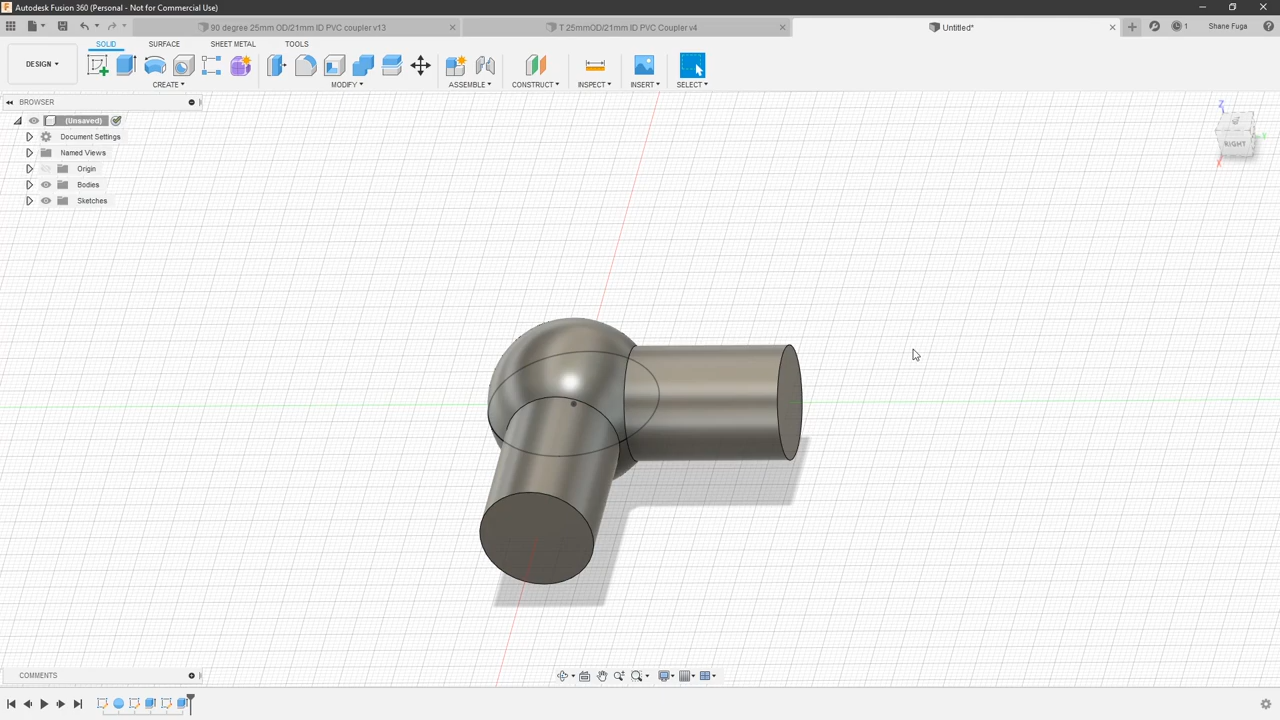 Autodesk Fusion 360 (Personal - Not for Commercial Use)
90 degree 25mm OD/21mm ID PVC coupler v13
T 25mmOD/21mm ID PVC Coupler v4
Untitled*
1
Shane Fuga
SOLID
SURFACE
SHEET METAL
TOOLS
DESIGN
CREATE
MODIFY
ASSEMBLE
CONSTRUCT
INSPECT
INSERT
SELECT
BROWSER
(Unsaved)
Document Settings
Named Views
Origin
Bodies
Sketches
Z
Y
X
RIGHT
COMMENTS